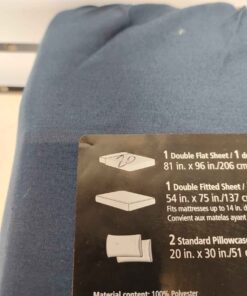 20
1 Double Flat Sheet / 1 d
81 in. x 96 in./206 cm
1 Double Fitted Sheet /
54 in. x 75 in./137 c
Fits mattresses up to 14 in. d
Convient aux matelas ayant
2 Standard Pillowcase
20 in. x 30 in./51 c
Material content: 100% Polyester